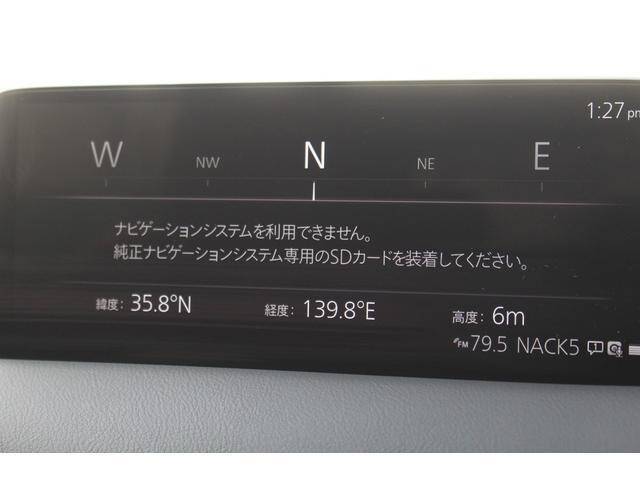 1:27 pm
W NW N NE E
ナビゲーションシステムを利用できません。
純正ナビゲーションシステム専用のSDカードを装着してください。
緯度: 35.8°N 経度: 139.8°E 高度: 6m
FM 79.5 NACK5